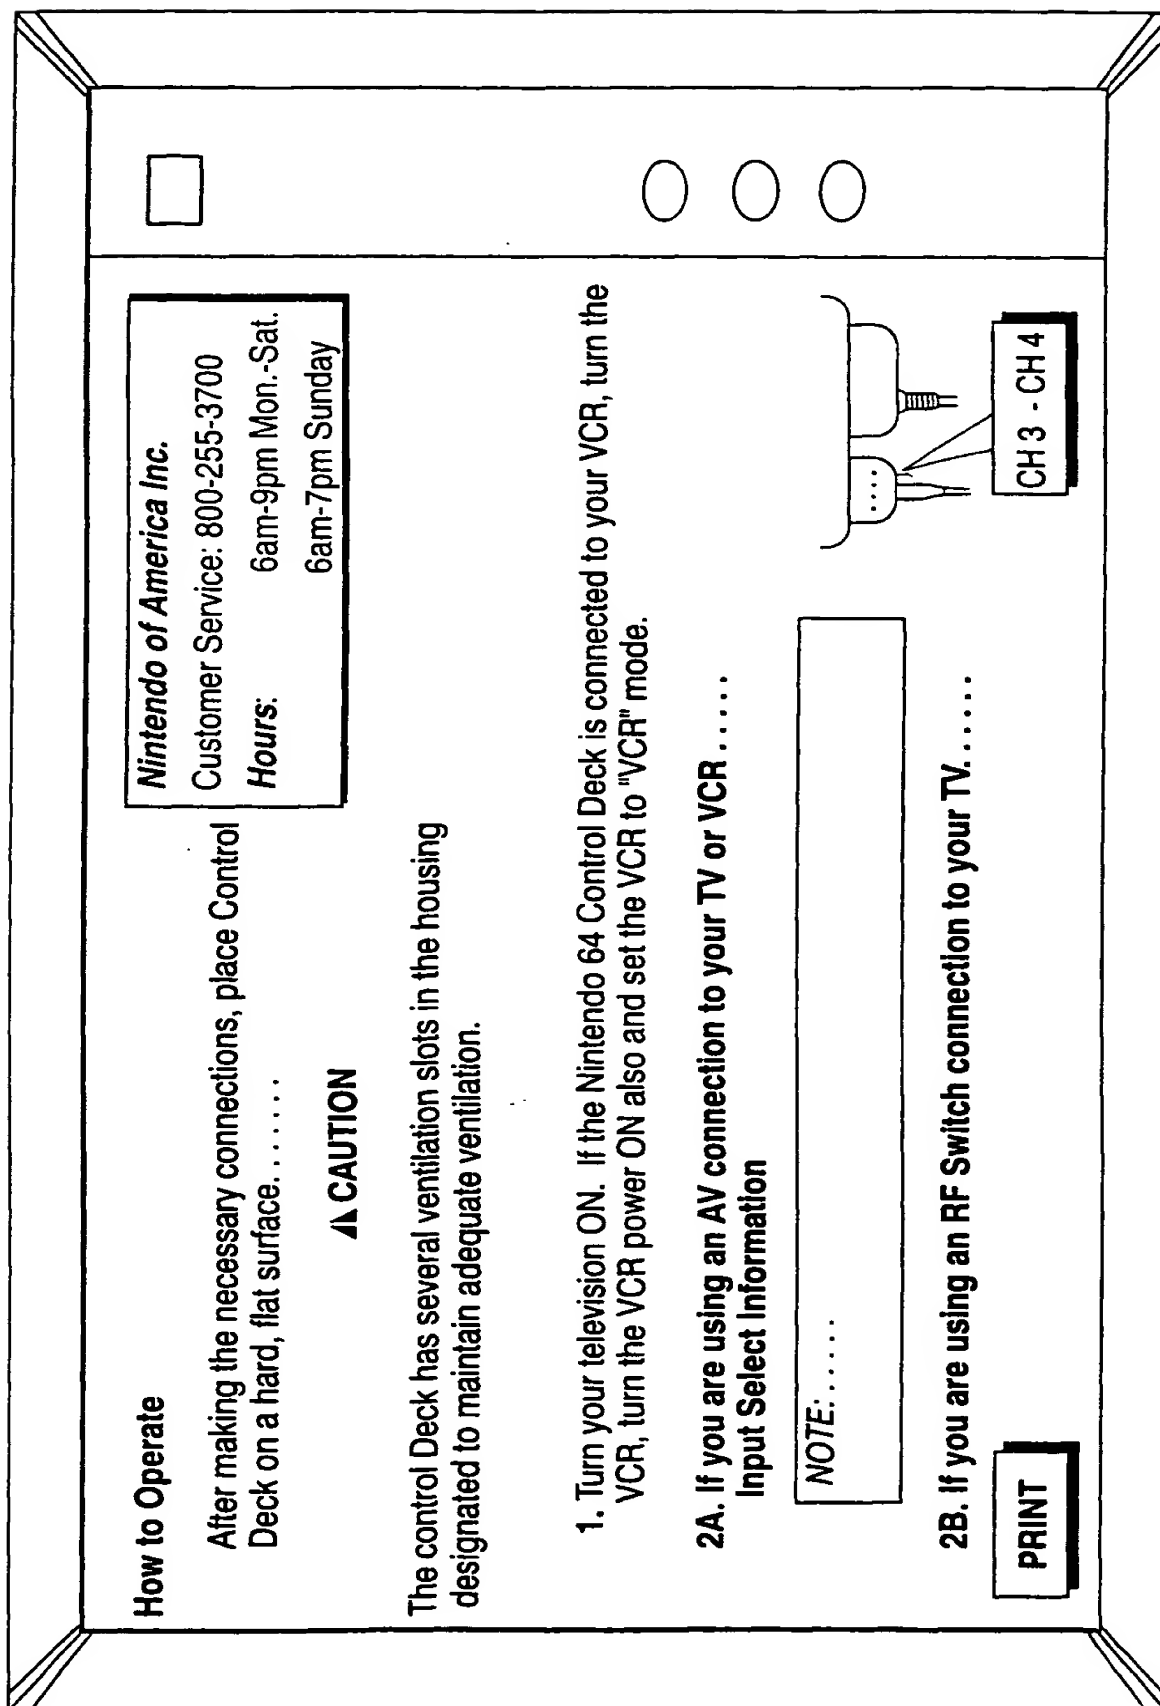 How to Operate
Nintendo of America Inc.
Customer Service: 800-255-3700
Hours: 6am-9pm Mon.-Sat.
6am-7pm Sunday
After making the necessary connections, place Control
Deck on a hard, flat surface.......
CAUTION
The control Deck has several ventilation slots in the housing
designated to maintain adequate ventilation.
1. Turn your television ON. If the Nintendo 64 Control Deck is connected to your VCR, turn the
VCR, turn the VCR power ON also and set the VCR to "VCR" mode.
2A. If you are using an AV connection to your TV or VCR.....
Input Select Information
NOTE:.....
2B. If you are using an RF Switch connection to your TV......
CH 3 - CH 4
PRINT